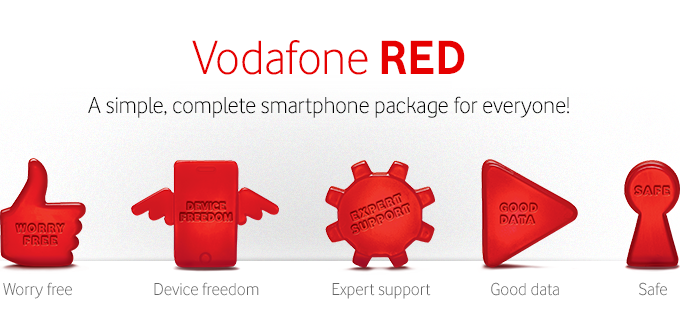 Vodafone RED
A simple, complete smartphone package for everyone!
WORRY
FREE
DEVICE
FREEDOM
EXPERT
SUPPORT
GOOD
DATA
SAFE
Worry free
Device freedom
Expert support
Good data
Safe